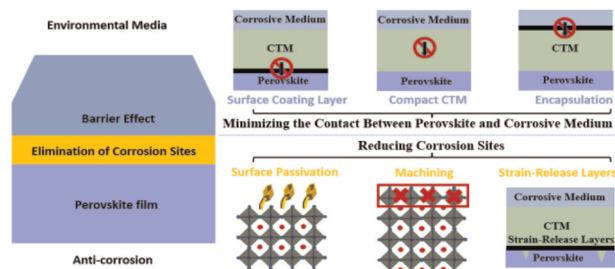 Environmental Media
Barrier Effect
Elimination of Corrosion Sites
Perovskite film
Anti-corrosion
Corrosive Medium
CTM
Perovskite
Surface Coating Layer
Corrosive Medium
CTM
Perovskite
Compact CTM
Corrosive Medium
CTM
Perovskite
Encapsulation
Minimizing the Contact Between Perovskite and Corrosive Medium
Reducing Corrosion Sites
Surface Passivation
Machining
Strain-Release Layers
Corrosive Medium
CTM
Strain-Release Layers
Perovskite